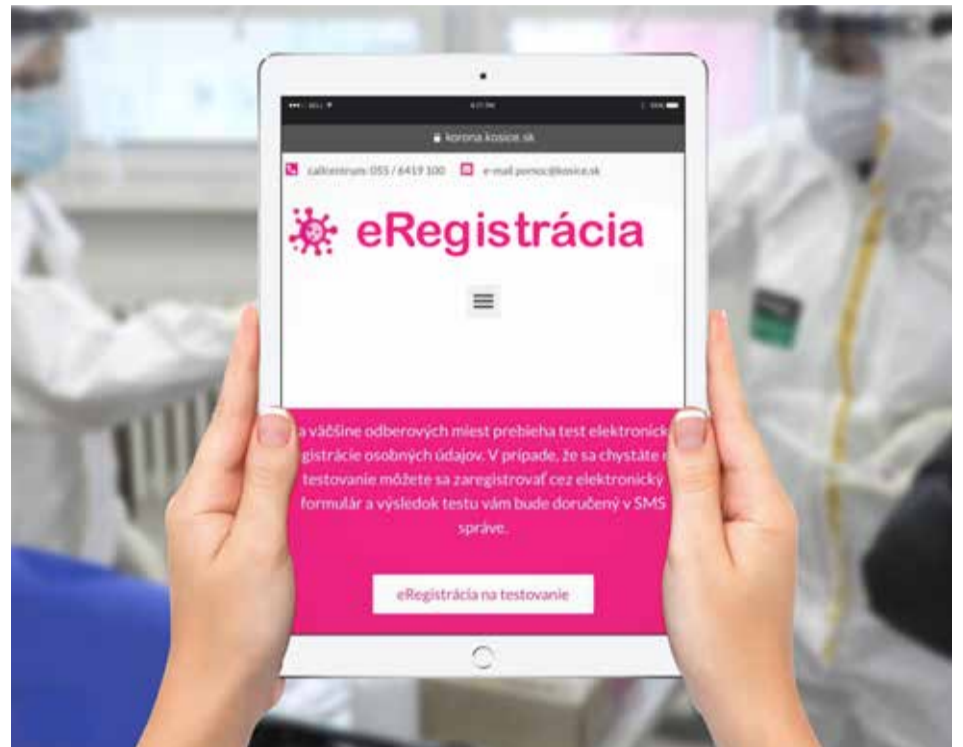 korona.kosice.sk
callcentrum: 055 / 6419 100 e-mail pomoc@kosice.sk
eRegistrácia
a väčšine odberových miest prebieha test elektronick
gistrácie osobných údajov. V prípade, že sa chystáte
testovanie môžete sa zaregistrovať cez elektronický
formulár a výsledok testu vám bude doručený v SMS
správe.
eRegistrácia na testovanie